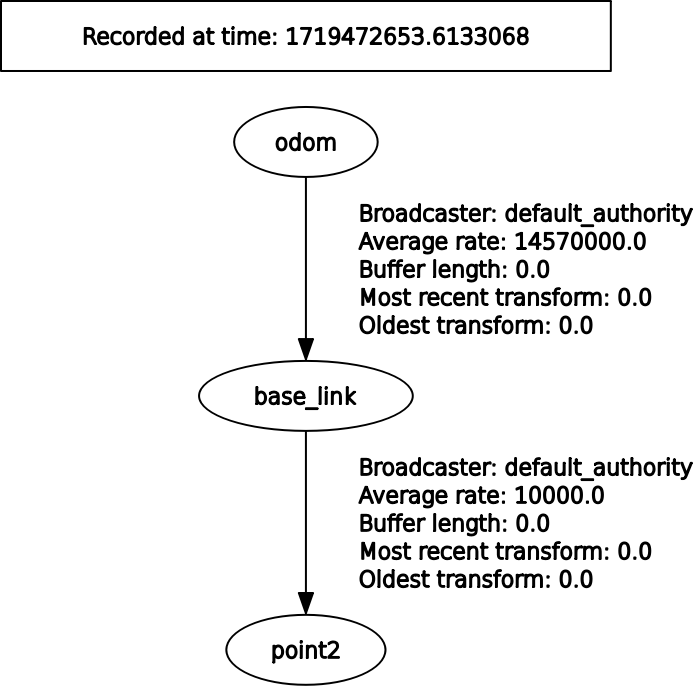 Recorded at time: 1719472653.6133068
odom
Broadcaster: default_authority
Average rate: 14570000.0
Buffer length: 0.0
Most recent transform: 0.0
Oldest transform: 0.0
base_link
Broadcaster: default_authority
Average rate: 10000.0
Buffer length: 0.0
Most recent transform: 0.0
Oldest transform: 0.0
point2